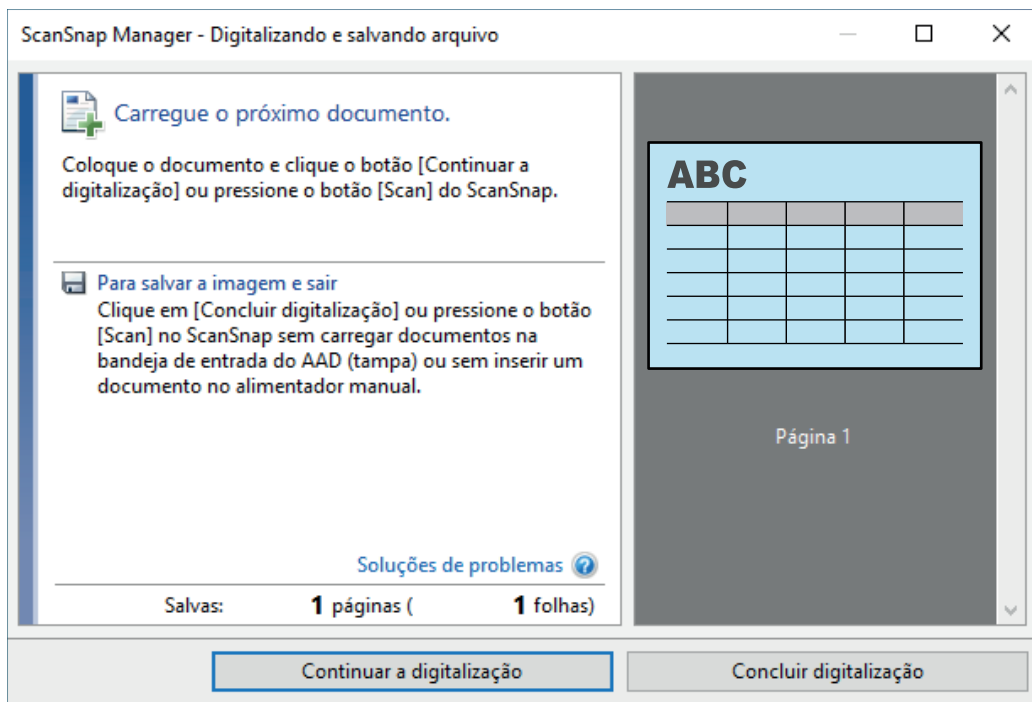 ScanSnap Manager - Digitalizando e salvando arquivo
Carregue o próximo documento.
Coloque o documento e clique o botão [Continuar a
digitalização] ou pressione o botão [Scan] do ScanSnap.
Para salvar a imagem e sair
Clique em [Concluir digitalização] ou pressione o botão
[Scan] no ScanSnap sem carregar documentos na
bandeja de entrada do AAD (tampa) ou sem inserir um
documento no alimentador manual.
Soluções de problemas
Salvas: 1 páginas ( 1 folhas)
ABC
Página 1
Continuar a digitalização
Concluir digitalização